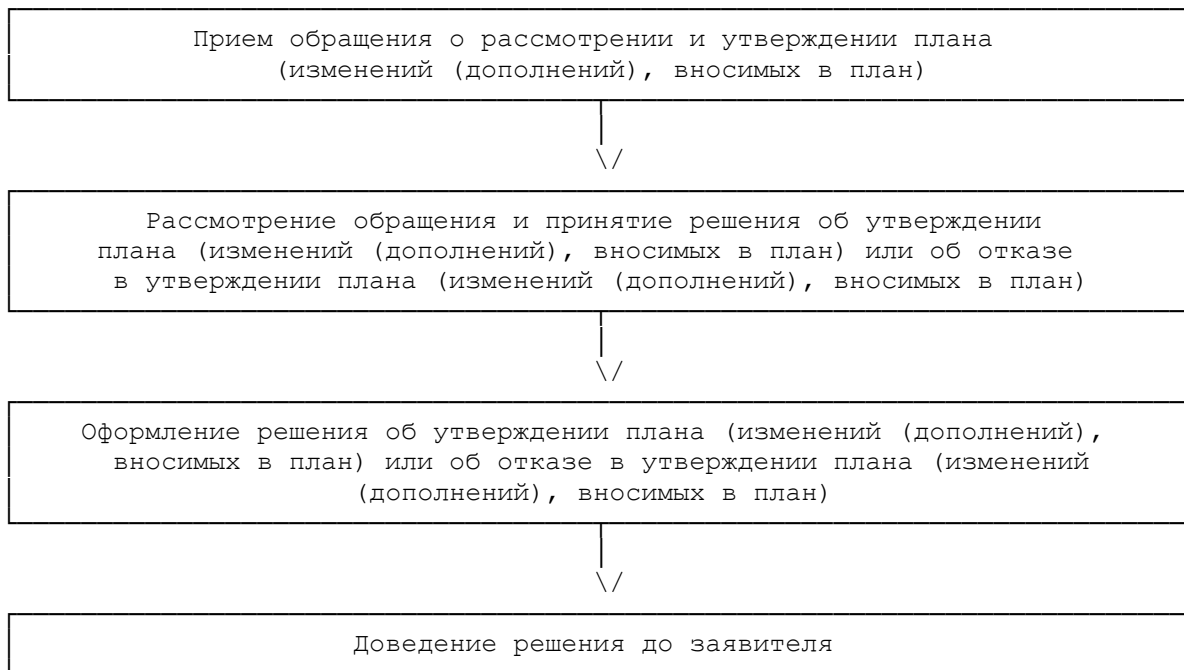 Прием обращения о рассмотрении и утверждении плана
(изменений (дополнений), вносимых в план)
Рассмотрение обращения и принятие решения об утверждении
плана (изменений (дополнений), вносимых в план) или об отказе
в утверждении плана (изменений (дополнений), вносимых в план)
Оформление решения об утверждении плана (изменений (дополнений),
вносимых в план) или об отказе в утверждении плана (изменений
(дополнений), вносимых в план)
Доведение решения до заявителя